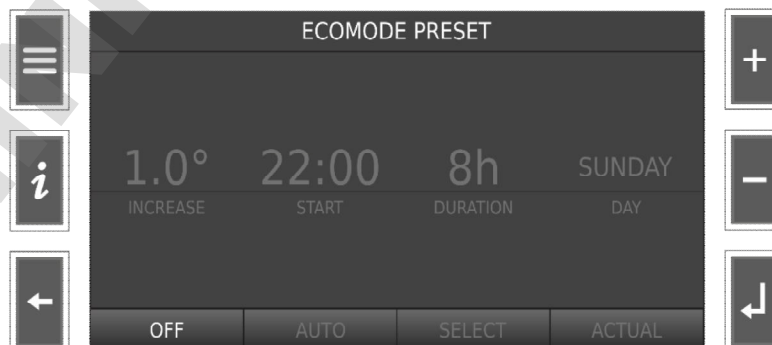 ECOMODE PRESET
1.0° 22:00 8h SUNDAY
INCREASE START DURATION DAY
OFF AUTO SELECT ACTUAL